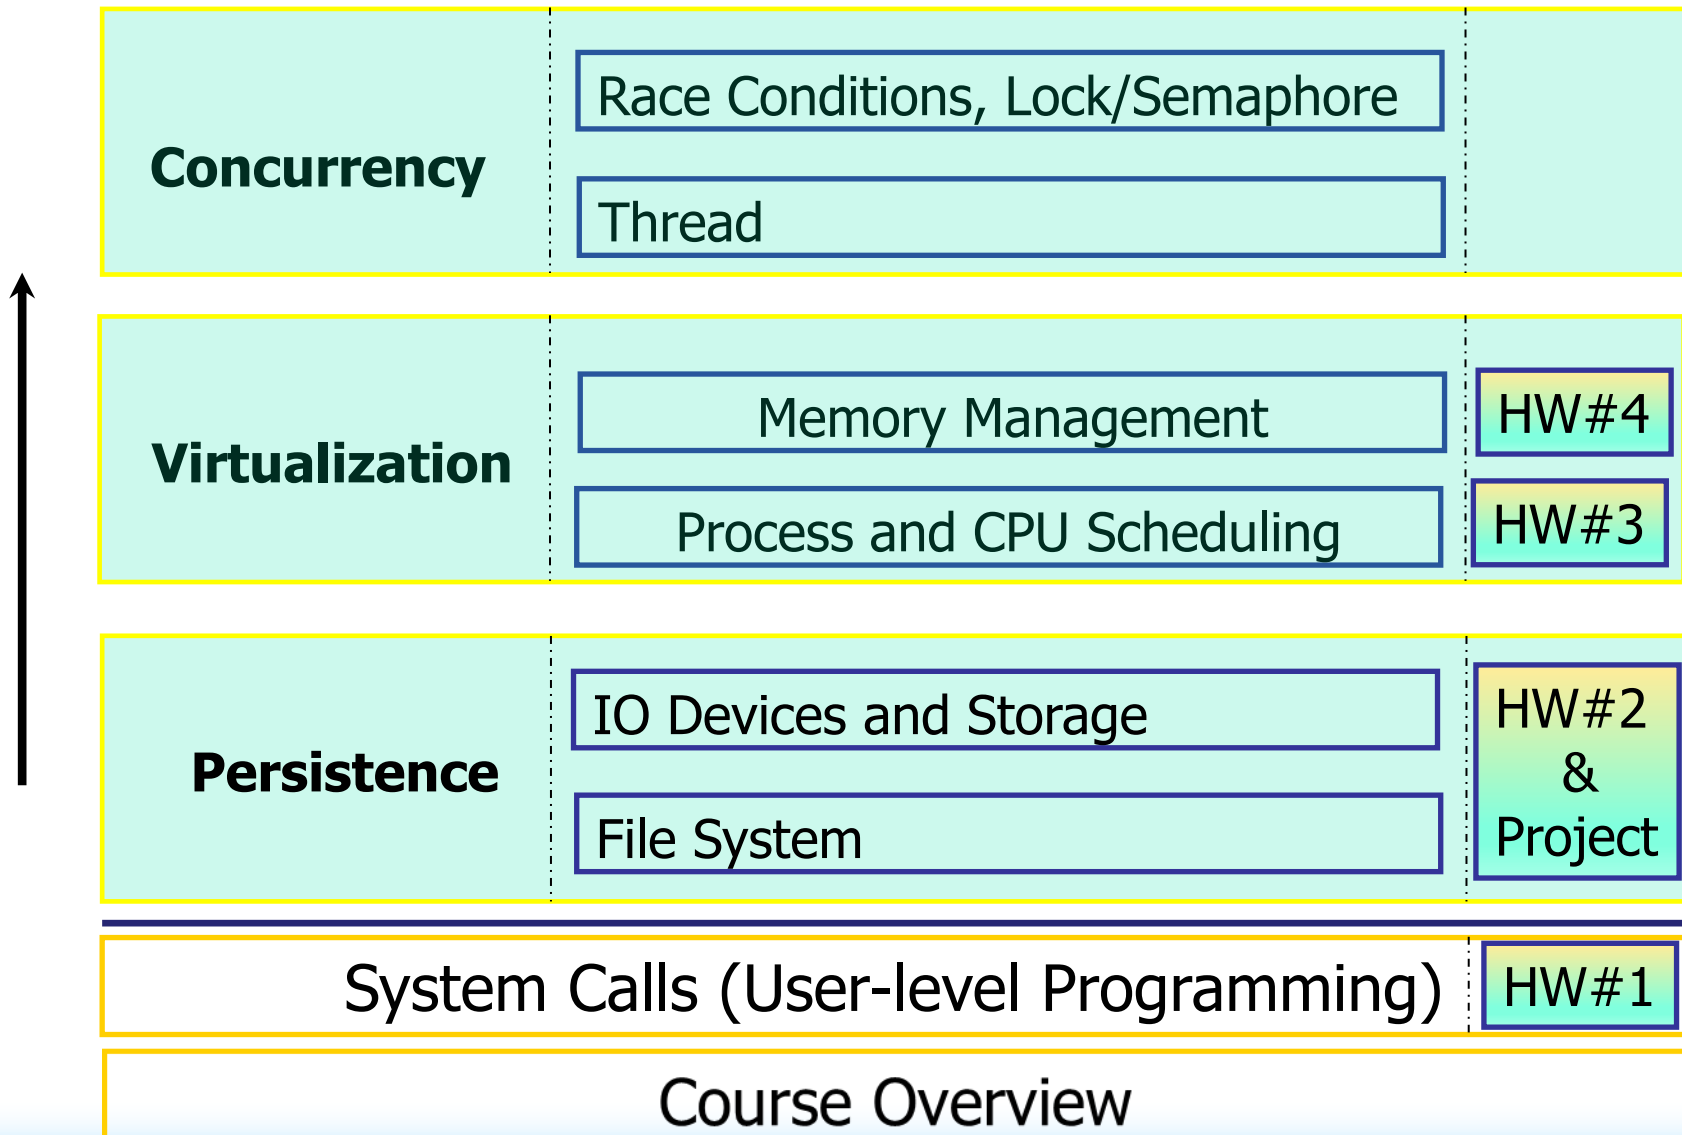 Race Conditions, Lock/Semaphore
Concurrency
Thread
Memory Management
HW#4
Virtualization
Process and CPU Scheduling
HW#3
IO Devices and Storage
HW#2
&
Project
Persistence
File System
System Calls (User-level Programming)
HW#1
Course Overview